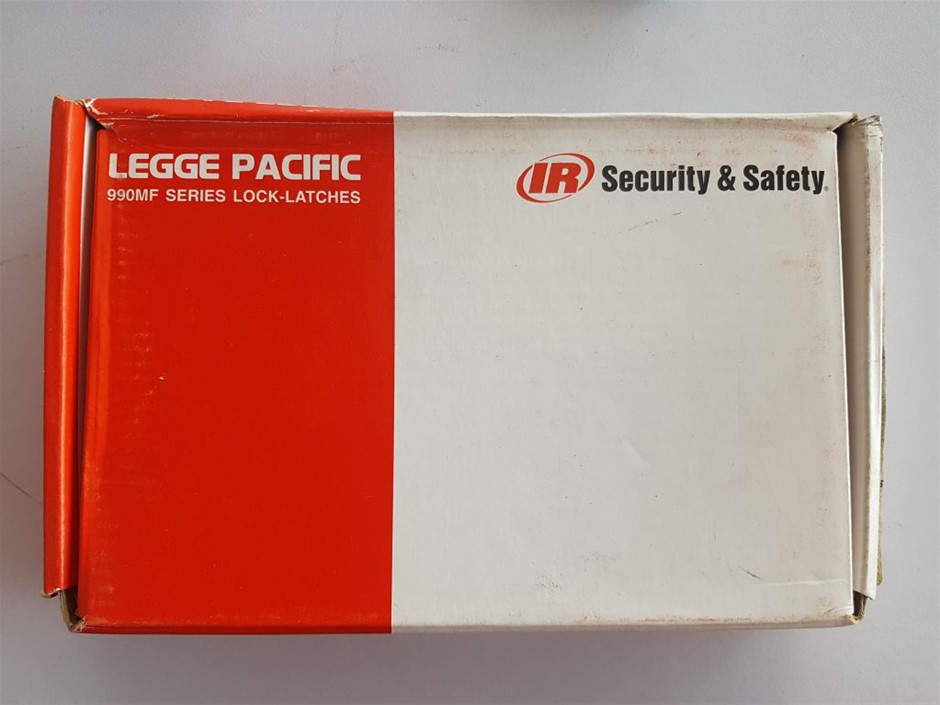 LEGGE PACIFIC
990MF SERIES LOCK-LATCHES
IR Security & Safety®